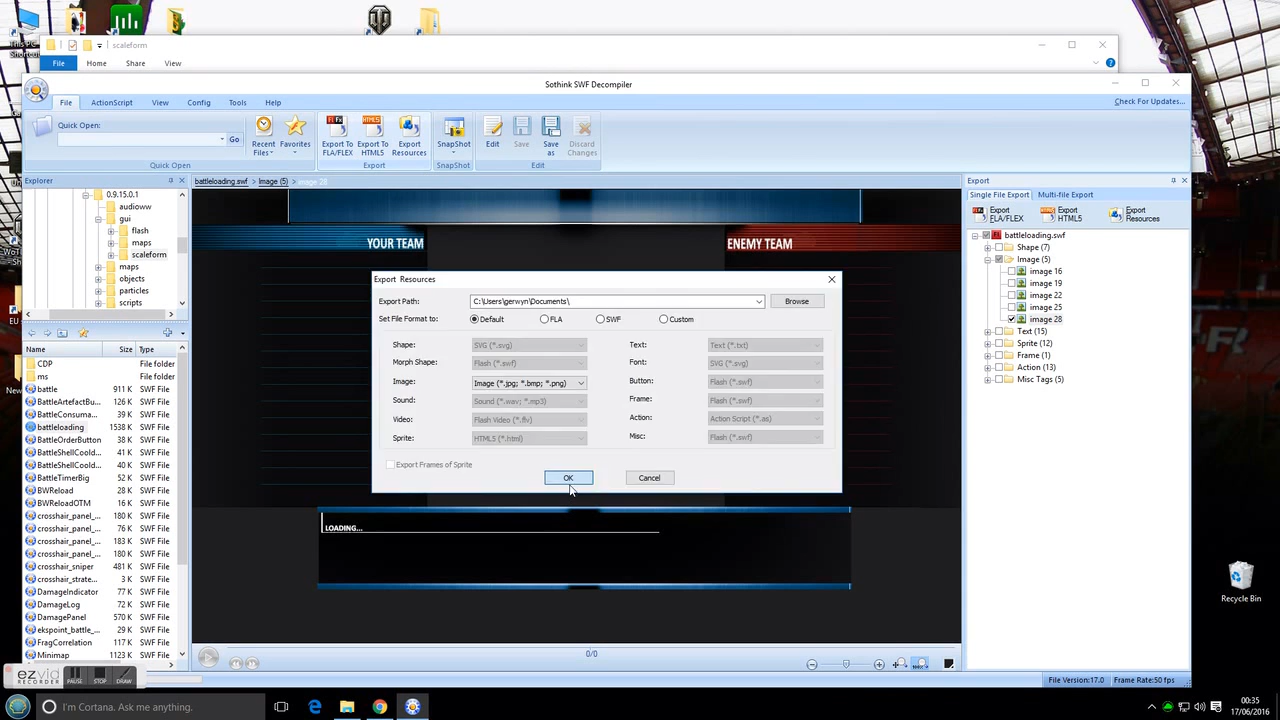 This PC
scaleform
File Home Share View
Sothink SWF Decompiler
File ActionScript View Config Tools Help
Check For Updates...
Quick Open:
Go
Recent Files
Favorites
Export To FLA/FLEX
Export To HTML5
Export Resources
SnapShot
Edit
Save
Save as
Discard Changes
Quick Open
Export
SnapShot
Edit
Explorer
0.9.15.0.1
audioww
gui
flash
maps
scaleform
maps
objects
particles
scripts
Name Size Type
CDP File folder
ms File folder
battle 911 K SWF File
BattleArtefactBu... 126 K SWF File
BattleConsuma... 139 K SWF File
battleloading 1538 K SWF File
BattleOrderButton 38 K SWF File
BattleShellCoold... 41 K SWF File
BattleShellCoold... 40 K SWF File
BattleTimerBig 30 K SWF File
BWReload 28 K SWF File
BWReloadOTM 16 K SWF File
crosshair_panel_... 180 K SWF File
crosshair_panel_... 76 K SWF File
crosshair_panel_... 183 K SWF File
crosshair_panel_... 180 K SWF File
crosshair_sniper 481 K SWF File
crosshair_strate... 3 K SWF File
DamageIndicator 77 K SWF File
DamageLog 72 K SWF File
DamagePanel 570 K SWF File
ekspoint_battle_... 29 K SWF File
FragCorrelation 117 K SWF File
Minimap 1123 K SWF File
battleloading.swf Image (5) image 28
YOUR TEAM
ENEMY TEAM
Export Resources
Export Path: C:\Users\gerwyn\Documents\ Browse
Set File Format to: Default FLA SWF Custom
Shape: SVG (*.svg) Text: Text (*.txt)
Morph Shape: Flash (*.swf) Font: SVG (*.svg)
Image: Image (*.jpg; *.bmp; *.png) Button: Flash (*.swf)
Sound: Sound (*.wav; *.mp3) Frame: Flash (*.swf)
Video: Flash Video (*.flv) Action: Action Script (*.as)
Sprite: HTML5 (*.html) Misc: Flash (*.swf)
Export Frames of Sprite
OK Cancel
LOADING...
0/0
Export
Single File Export Multi-file Export
Export FLA/FLEX
Export HTML5
Export Resources
battleloading.swf
Shape (7)
Image (5)
image 16
image 19
image 22
image 25
image 28
Text (15)
Sprite (12)
Frame (1)
Action (13)
Misc Tags (5)
Recycle Bin
File Version:17.0 Frame Rate:50 fps
ezvid
RECORDER
PAUSE STOP DRAW
I'm Cortana. Ask me anything.
00:35
17/06/2016